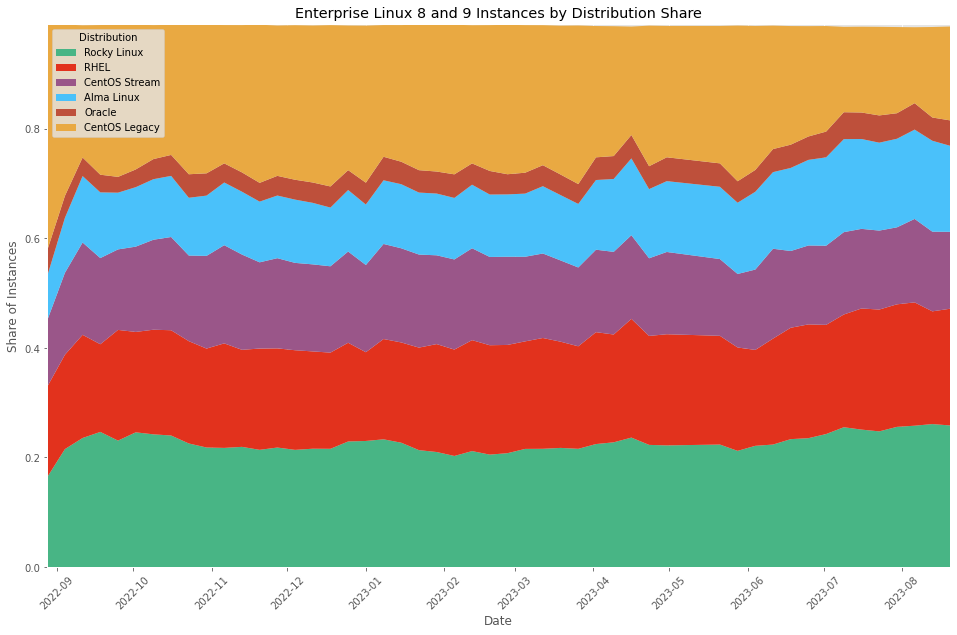 Enterprise Linux 8 and 9 Instances by Distribution Share
Distribution
Rocky Linux
RHEL
CentOS Stream
Alma Linux
Oracle
CentOS Legacy
Share of Instances
0.8
0.6
0.4
0.2
0.0
2022-09
2022-10
2022-11
2022-12
2023-01
2023-02
2023-03
2023-04
2023-05
2023-06
2023-07
2023-08
Date